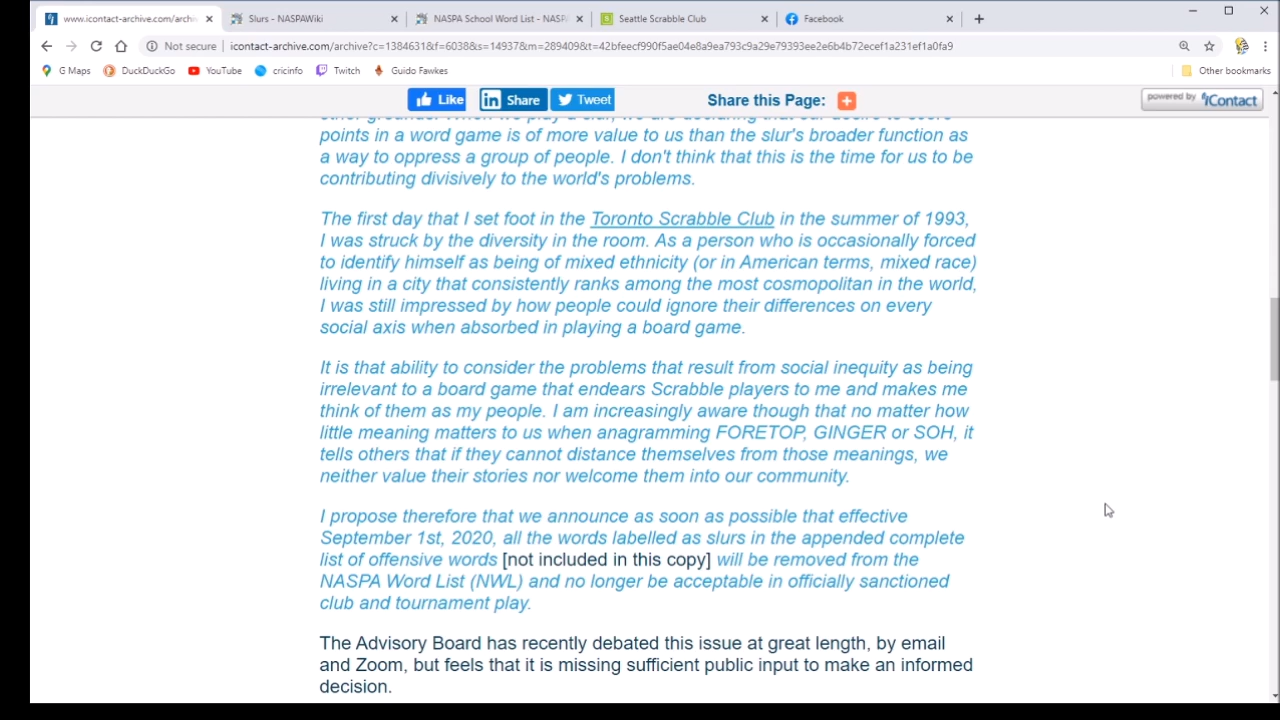 www.icontact-archive.com/archi
Slurs - NASPAWiki
NASPA School Word List - NASPA
Seattle Scrabble Club
Facebook
Not secure
icontact-archive.com/archive?c=1384631&f=6038&s=14937&m=289409&t=42bfeecf990f5ae04e8a9ea793c9a29e79393ee2e6b4b72ecef1a231ef1a0fa9
G Maps
DuckDuckGo
YouTube
cricinfo
Twitch
Guido Fawkes
Other bookmarks
Like
in Share
Tweet
Share this Page:
powered by iContact
other grounds. When we play a slur, we are declaring that our desire to score
points in a word game is of more value to us than the slur's broader function as
a way to oppress a group of people. I don't think that this is the time for us to be
contributing divisively to the world's problems.
The first day that I set foot in the Toronto Scrabble Club in the summer of 1993,
I was struck by the diversity in the room. As a person who is occasionally forced
to identify himself as being of mixed ethnicity (or in American terms, mixed race)
living in a city that consistently ranks among the most cosmopolitan in the world,
I was still impressed by how people could ignore their differences on every
social axis when absorbed in playing a board game.
It is that ability to consider the problems that result from social inequity as being
irrelevant to a board game that endears Scrabble players to me and makes me
think of them as my people. I am increasingly aware though that no matter how
little meaning matters to us when anagramming FORETOP, GINGER or SOH, it
tells others that if they cannot distance themselves from those meanings, we
neither value their stories nor welcome them into our community.
I propose therefore that we announce as soon as possible that effective
September 1st, 2020, all the words labelled as slurs in the appended complete
list of offensive words [not included in this copy] will be removed from the
NASPA Word List (NWL) and no longer be acceptable in officially sanctioned
club and tournament play.
The Advisory Board has recently debated this issue at great length, by email
and Zoom, but feels that it is missing sufficient public input to make an informed
decision.